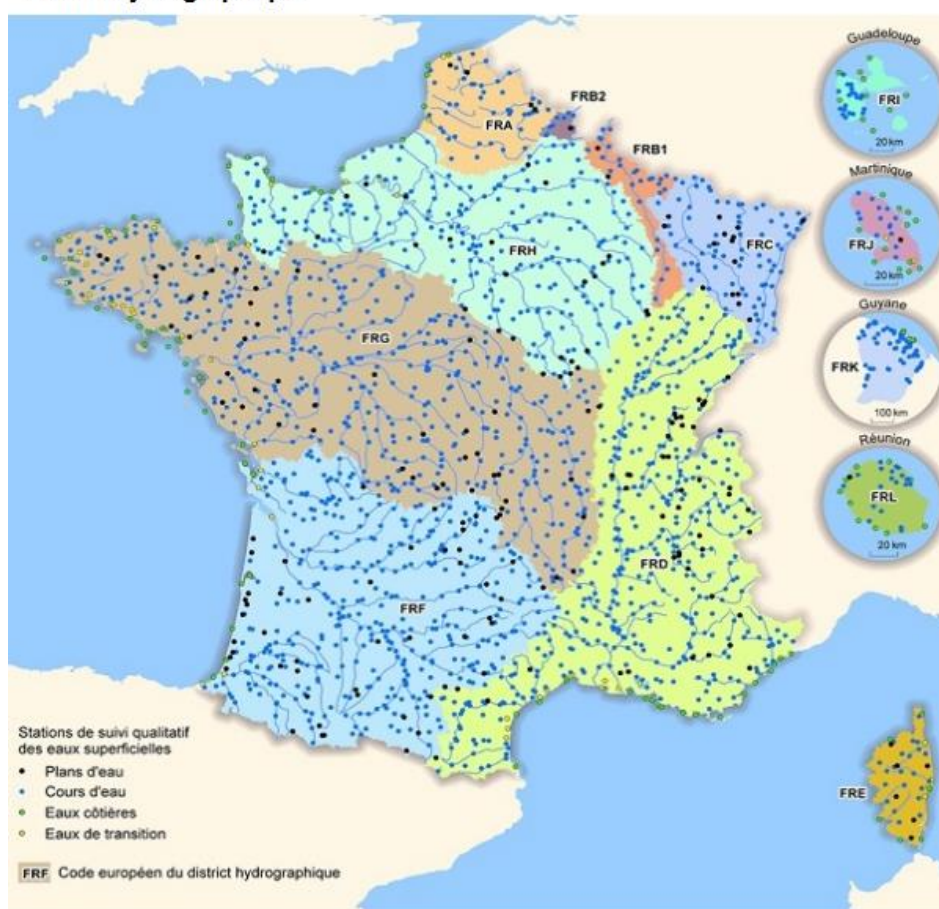 Guadeloupe
FRI
20 km
Martinique
FRJ
20 km
Guyane
FRK
100 km
Réunion
FRL
20 km
FRA
FRB2
FRB1
FRH
FRC
FRG
FRD
FRF
FRE
Stations de suivi qualitatif
des eaux superficielles
Plans d'eau
Cours d'eau
Eaux côtières
Eaux de transition
FRF Code européen du district hydrographique